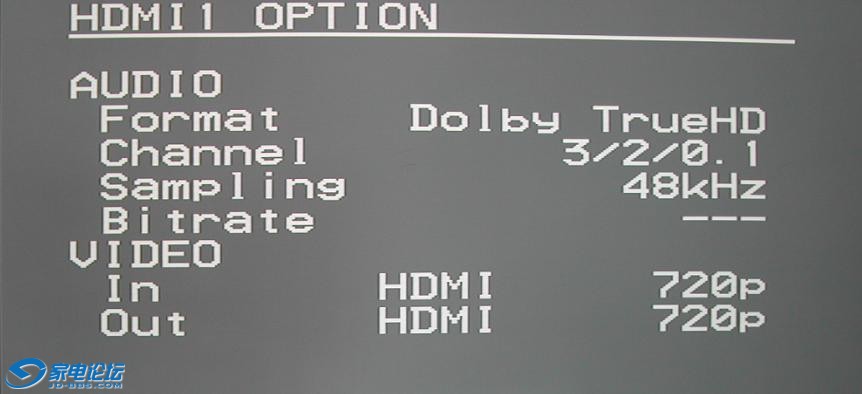 HDMI1 OPTION
AUDIO
Format Dolby TrueHD
Channel 3/2/0.1
Sampling 48kHz
Bitrate ---
VIDEO
In HDMI 720p
Out HDMI 720p
家电论坛
JD-BBS.COM